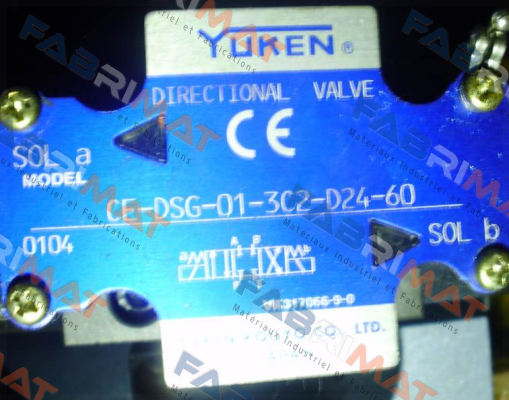 YUKEN ®
DIRECTIONAL VALVE
CE
SOL a
MODEL
CE-DSG-01-3C2-D24-60
0104
SOL b
CO., LTD.
FABRIMAT
Matériaux Industriel et Fabrications